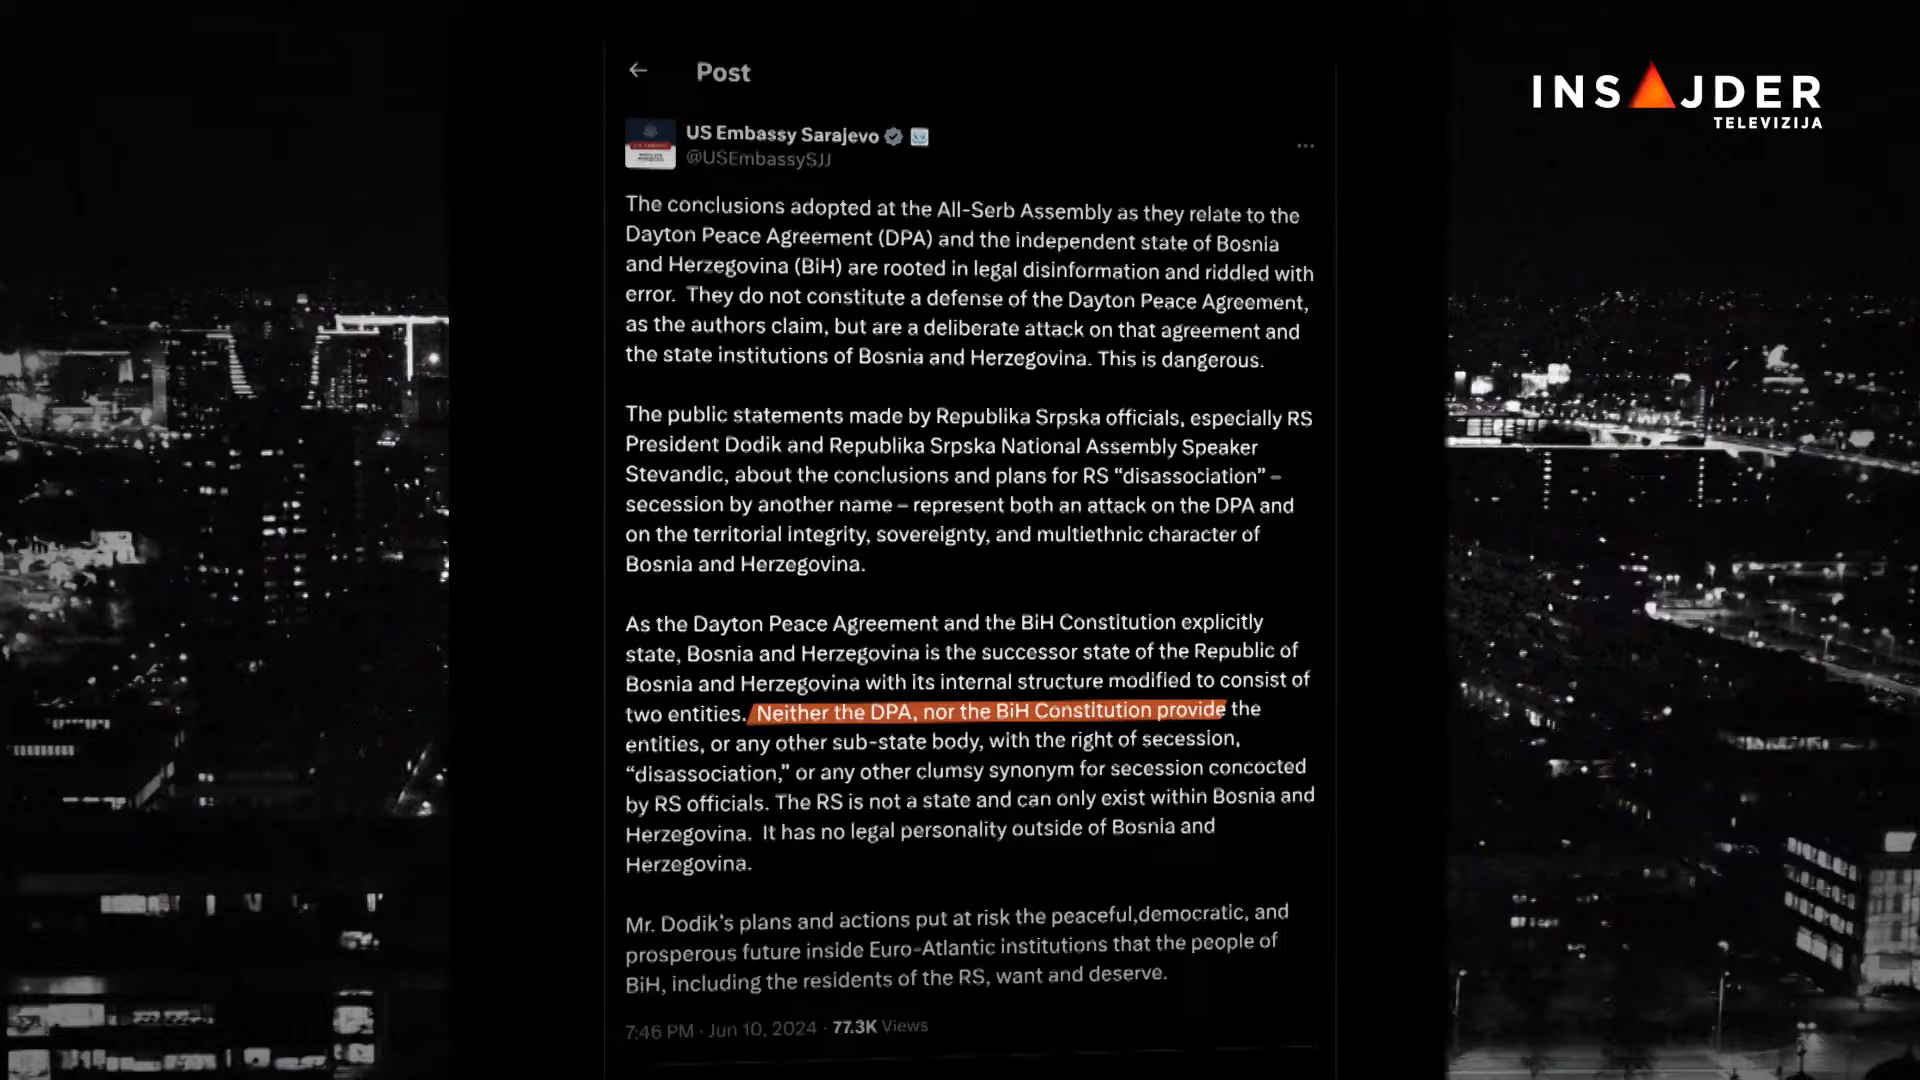 INSAJDER
TELEVIZIJA
Post
US Embassy Sarajevo
@USEmbassySJJ
The conclusions adopted at the All-Serb Assembly as they relate to the
Dayton Peace Agreement (DPA) and the independent state of Bosnia
and Herzegovina (BiH) are rooted in legal disinformation and riddled with
error. They do not constitute a defense of the Dayton Peace Agreement,
as the authors claim, but are a deliberate attack on that agreement and
the state institutions of Bosnia and Herzegovina. This is dangerous.
The public statements made by Republika Srpska officials, especially RS
President Dodik and Republika Srpska National Assembly Speaker
Stevandic, about the conclusions and plans for RS “disassociation” –
secession by another name – represent both an attack on the DPA and
on the territorial integrity, sovereignty, and multiethnic character of
Bosnia and Herzegovina.
As the Dayton Peace Agreement and the BiH Constitution explicitly
state, Bosnia and Herzegovina is the successor state of the Republic of
Bosnia and Herzegovina with its internal structure modified to consist of
two entities. Neither the DPA, nor the BiH Constitution provide the
entities, or any other sub-state body, with the right of secession,
“disassociation,” or any other clumsy synonym for secession concocted
by RS officials. The RS is not a state and can only exist within Bosnia and
Herzegovina. It has no legal personality outside of Bosnia and
Herzegovina.
Mr. Dodik’s plans and actions put at risk the peaceful,democratic, and
prosperous future inside Euro-Atlantic institutions that the people of
BiH, including the residents of the RS, want and deserve.
7:46 PM · Jun 10, 2024 · 77.3K Views